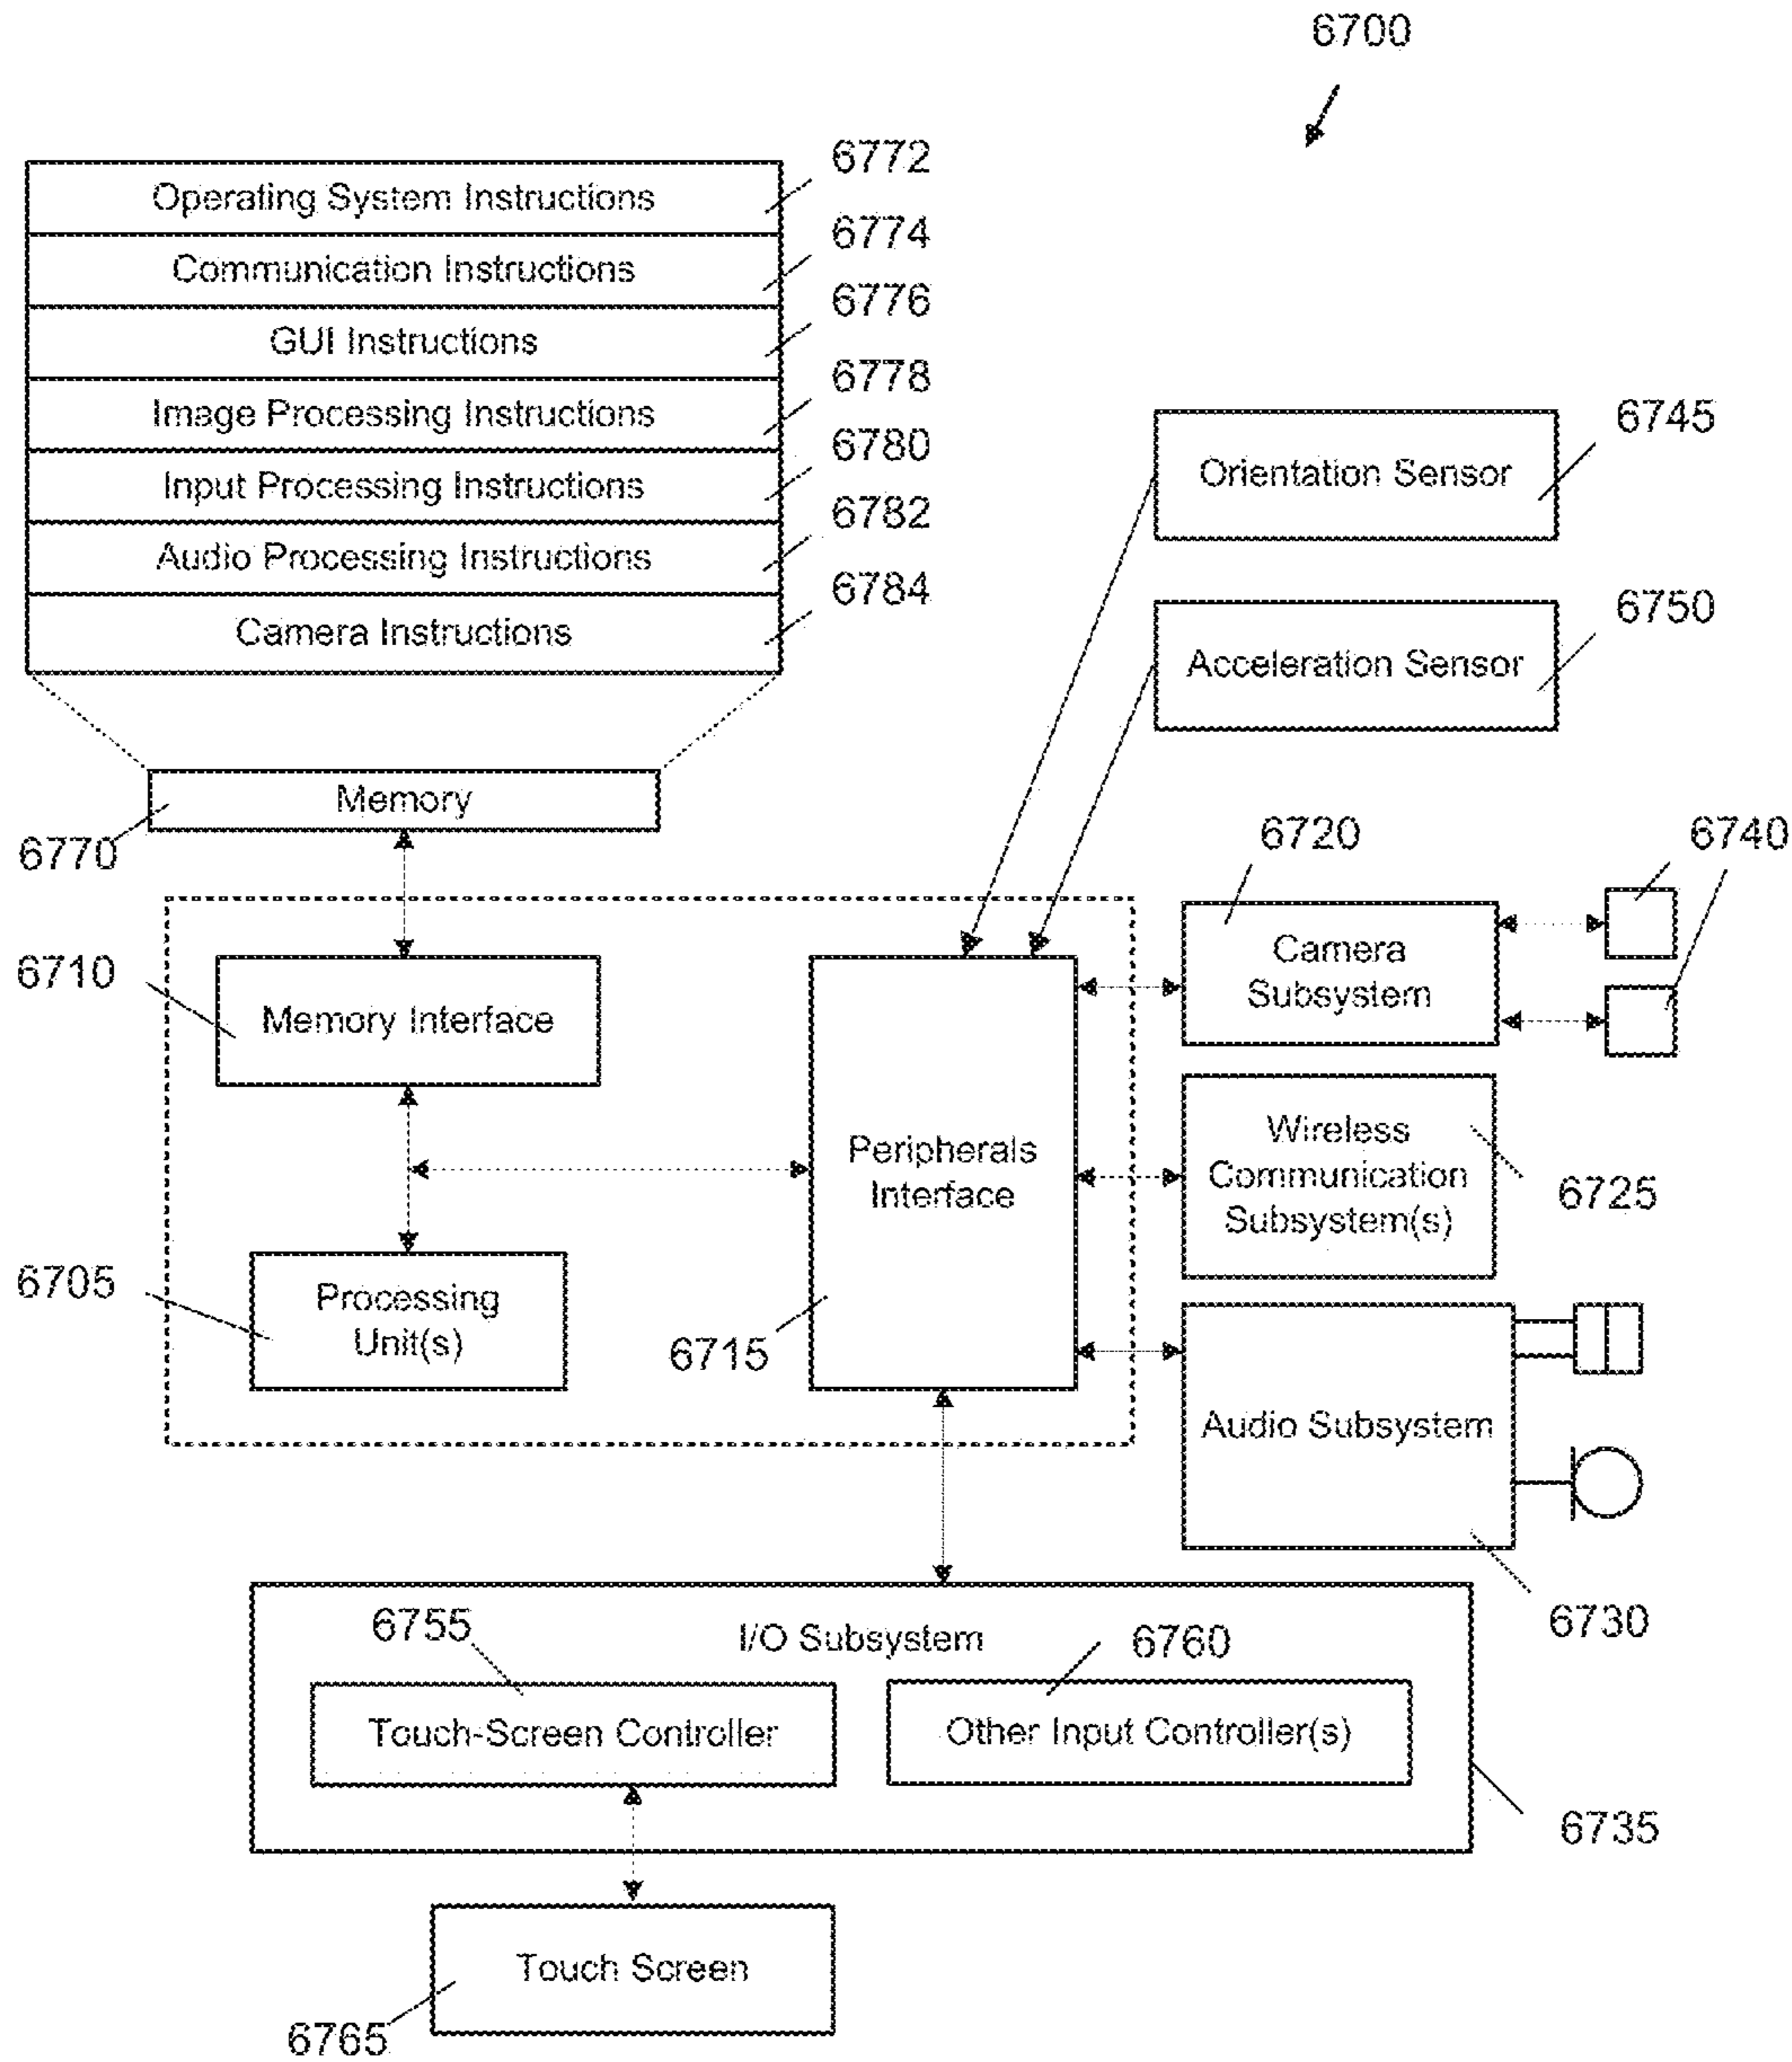 6700
6772
Operating System Instructions
6774
Communication Instructions
6776
GUI Instructions
6778
Image Processing Instructions
6780
Input Processing Instructions
6782
Audio Processing Instructions
6784
Camera Instructions
6745
Orientation Sensor
6750
Acceleration Sensor
Memory
6770
6720
6740
Camera
Subsystem
6710
Memory Interface
Peripherals
Interface
Wireless
Communication
Subsystem(s)
6725
6705
Processing
Unit(s)
6715
Audio Subsystem
6730
6755
I/O Subsystem
6760
Touch-Screen Controller
Other Input Controller(s)
6735
Touch Screen
6765